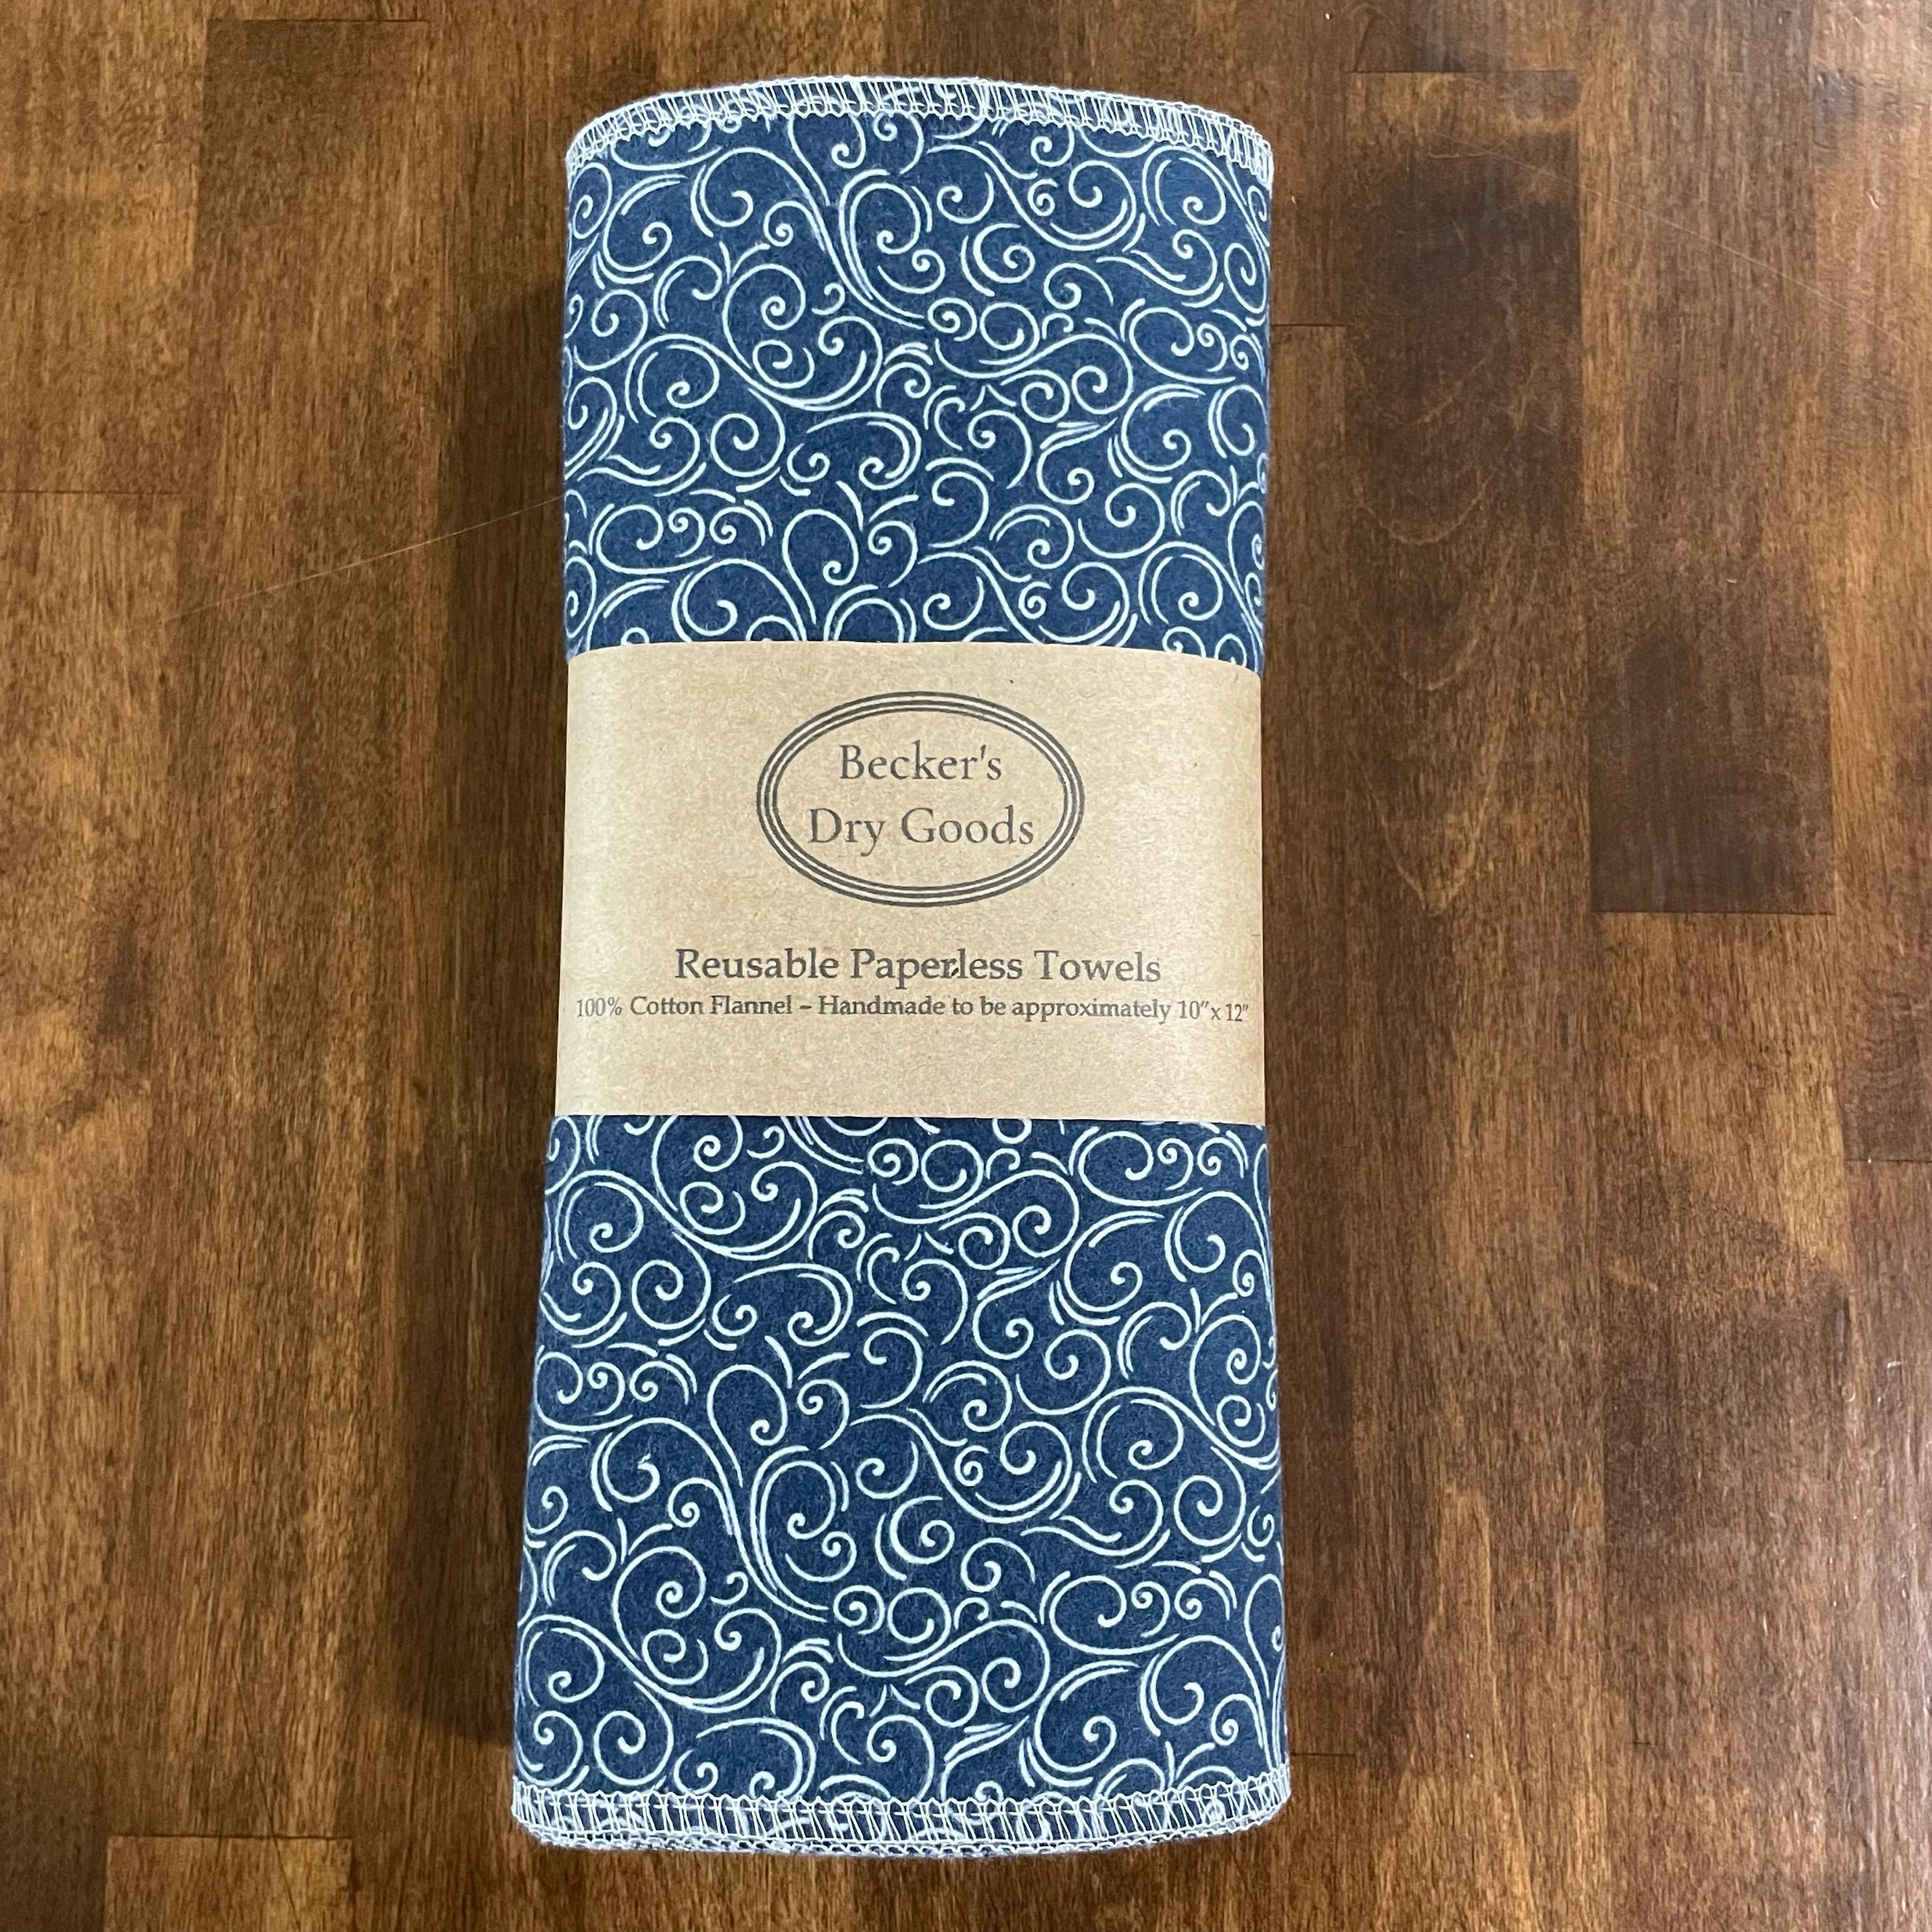 Becker's
Dry Goods
Reusable Paperless Towels
100% Cotton Flannel – Handmade to be approximately 10” x 12”